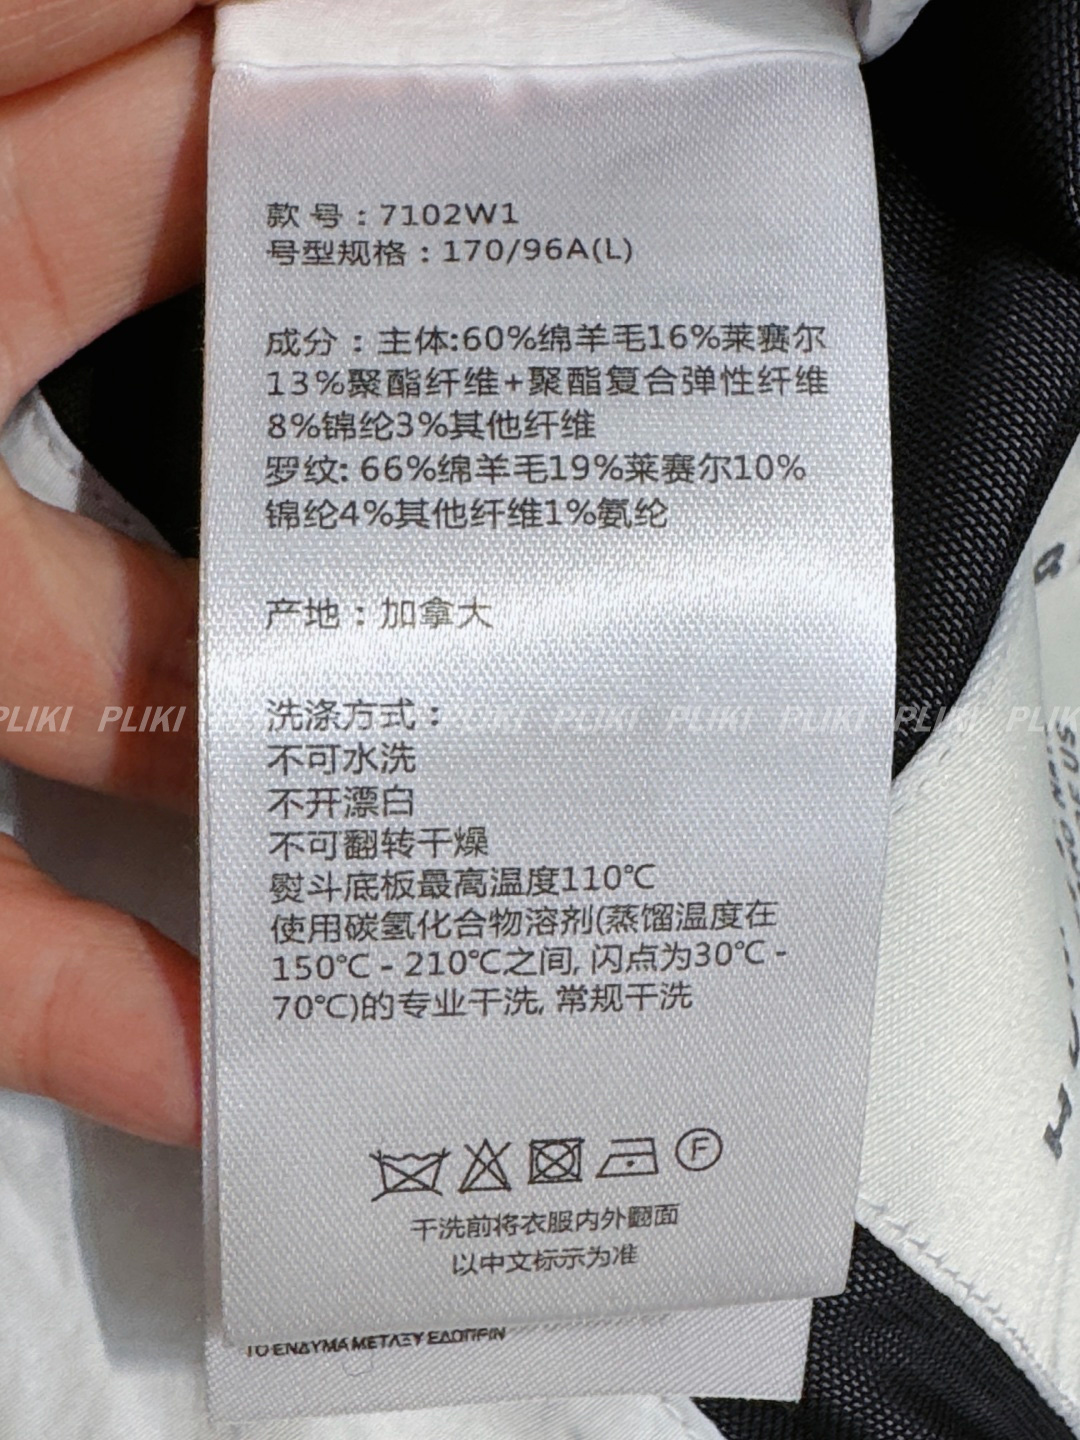 款 号：7102W1
号型规格：170/96A(L)
成分：主体:60%绵羊毛16%莱赛尔
13%聚酯纤维+聚酯复合弹性纤维
8%锦纶3%其他纤维
罗纹: 66%绵羊毛19%莱赛尔10%
锦纶4%其他纤维1%氨纶
产地：加拿大
PLIKI PLIKI PLIKI PLIKI PLIKI PLIKI
洗涤方式：
不可水洗
不开漂白
不可翻转干燥
熨斗底板最高温度110℃
使用碳氢化合物溶剂(蒸馏温度在
150℃ - 210℃之间, 闪点为30℃ -
70℃)的专业干洗, 常规干洗
F
干洗前将衣服内外翻面
以中文标示为准
ΤΟ ΕΝΔΥΜΑ ΜΕΤΑΞΥ